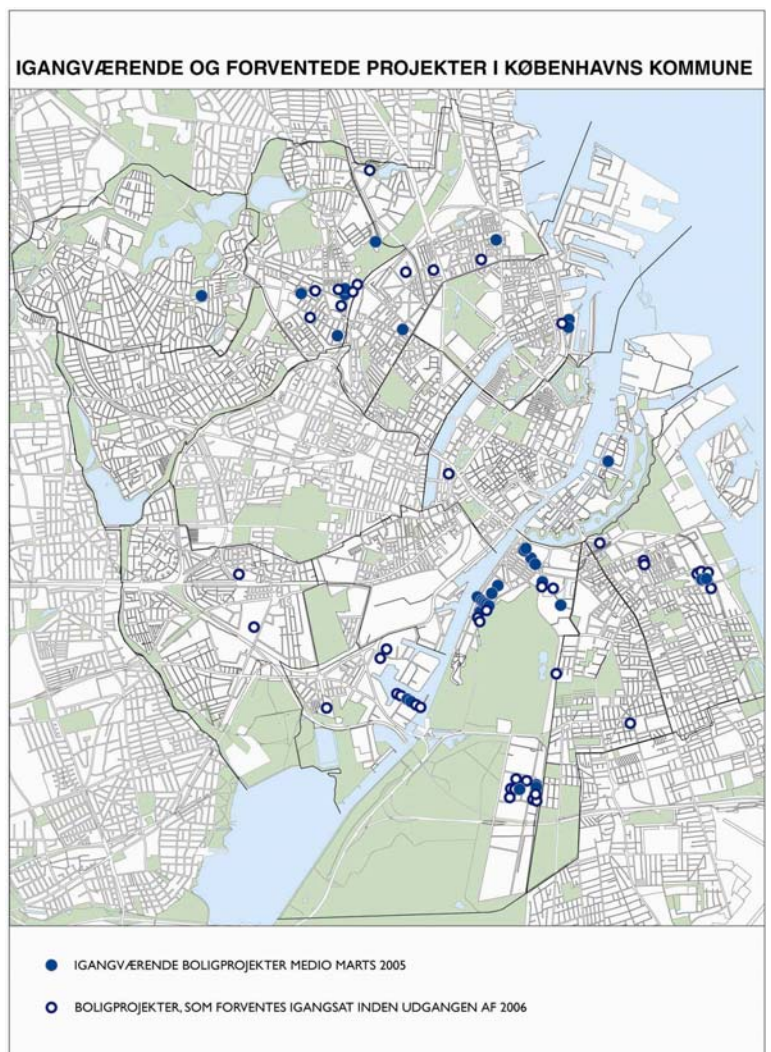 IGANGVÆRENDE OG FORVENTEDE PROJEKTER I KØBENHAVNS KOMMUNE
IGANGVÆRENDE BOLIGPROJEKTER MEDIO MARTS 2005
BOLIGPROJEKTER, SOM FORVENTES IGANGSAT INDEN UDGANGEN AF 2006